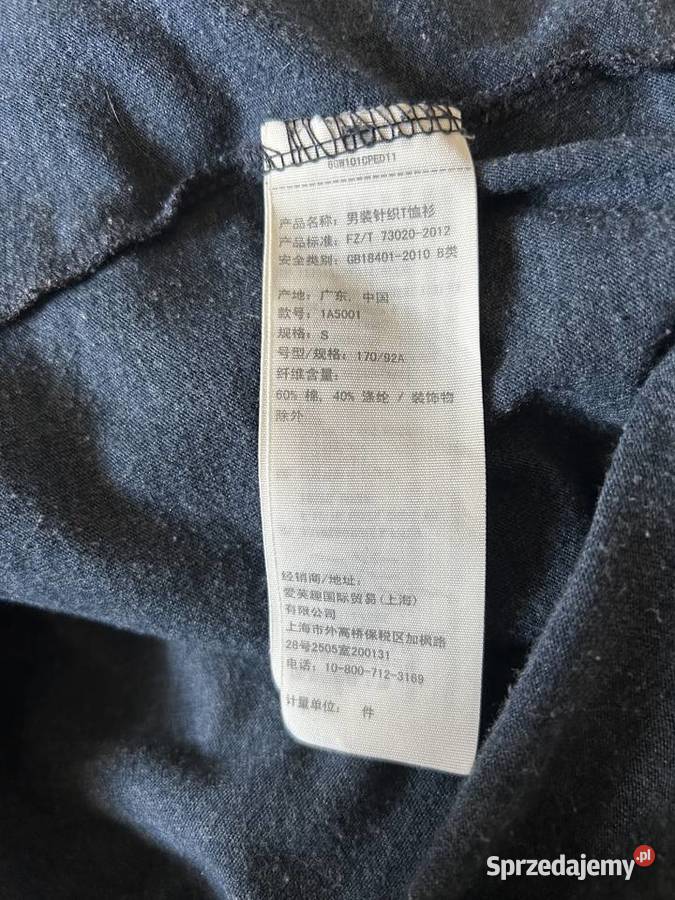 6GW101CPED11
产品名称: 男装针织T恤衫
产品标准: FZ/T 73020-2012
安全类别: GB18401-2010 B类
产地: 广东, 中国
款号: 1A5001
规格: S
号型/规格: 170/92A
纤维含量:
60% 棉, 40% 涤纶 / 装饰物
除外
经销商/地址:
爱芙趣国际贸易(上海)
有限公司
上海市外高桥保税区加枫路
28号2505室200131
电话: 10-800-712-3169
计量单位: 件
Sprzedajemy.pl